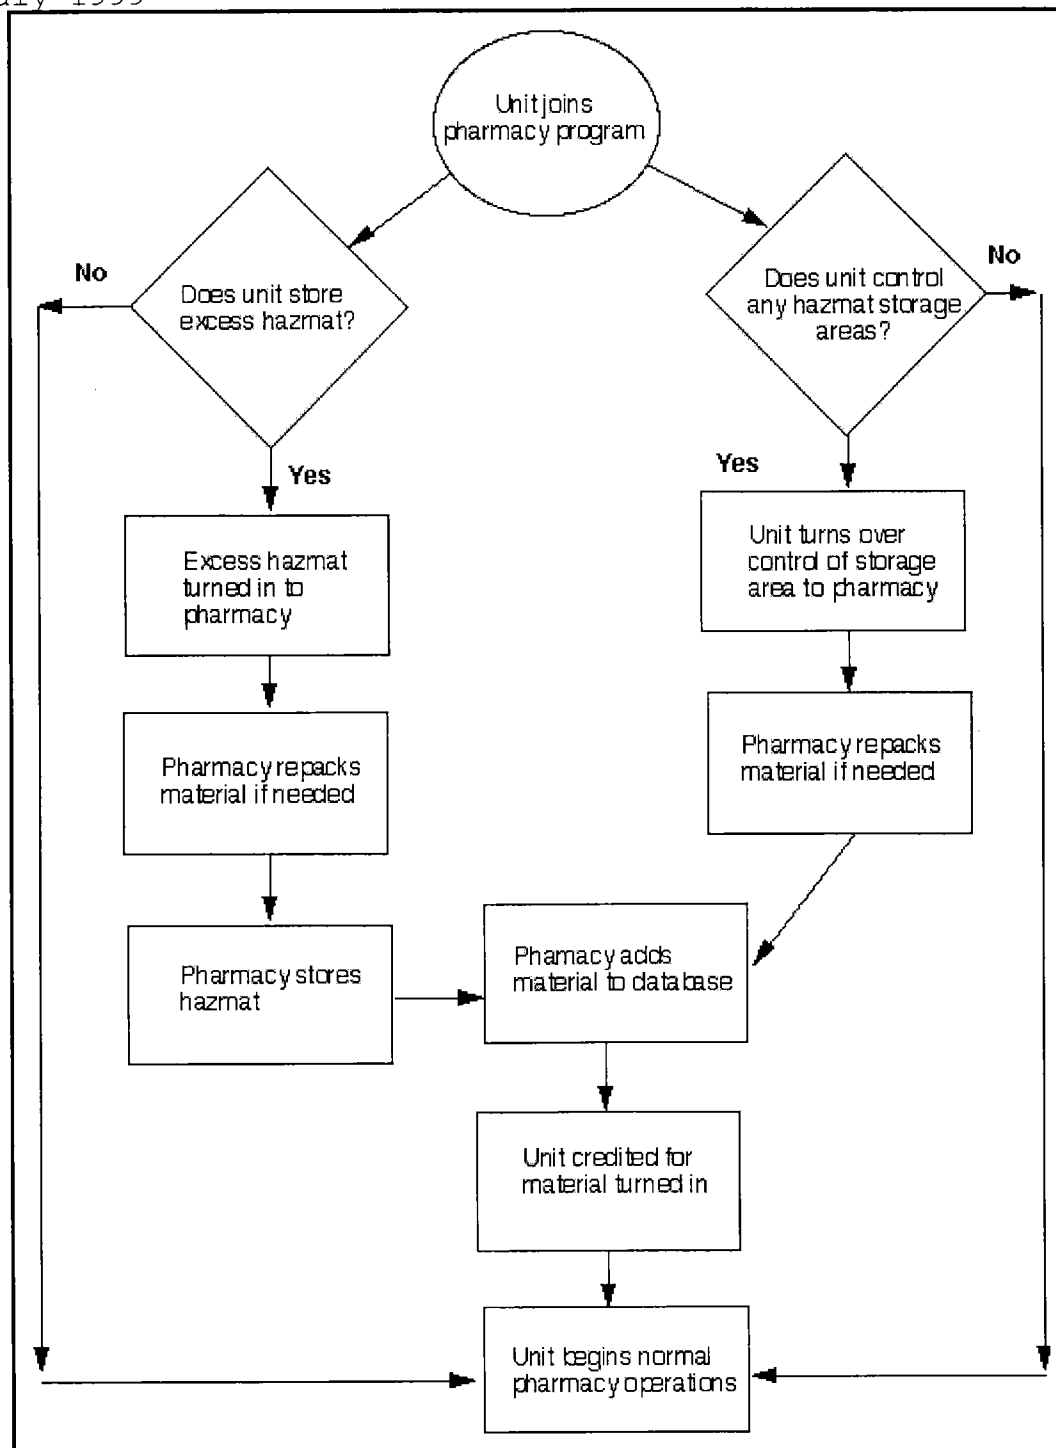 Unit joins
pharmacy program
No
Does unit store
excess hazmat?
Yes
Does unit control
any hazmat storage
areas?
No
Yes
Excess hazmat
turned in to
pharmacy
Unit turns over
control of storage
area to pharmacy
Pharmacy repacks
material if needed
Pharmacy repacks
material if needed
Pharmacy stores
hazmat
Phamacy adds
material to database
Unit credited for
material turned in
Unit begins normal
pharmacy operations